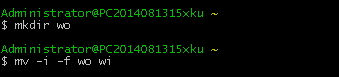 Administrator@PC2014081315xku ~
$ mkdir wo
Administrator@PC2014081315xku ~
$ mv -i -f wo wi